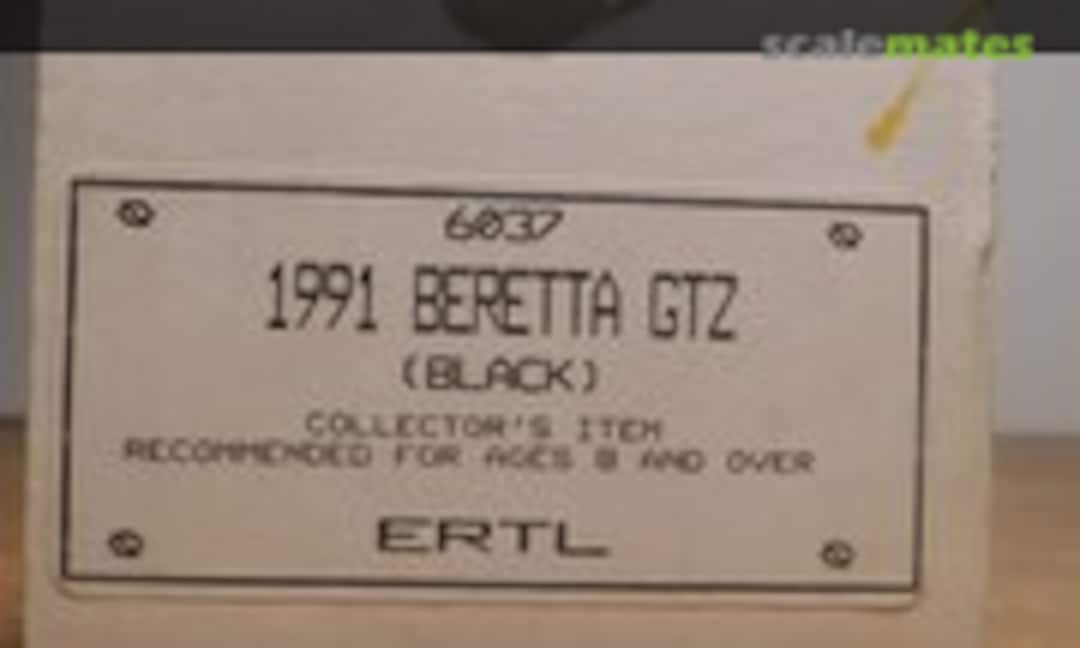 scalemates
6037
1991 BERETTA GTZ
(BLACK)
COLLECTOR'S ITEM
RECOMMENDED FOR AGES 8 AND OVER
ERTL